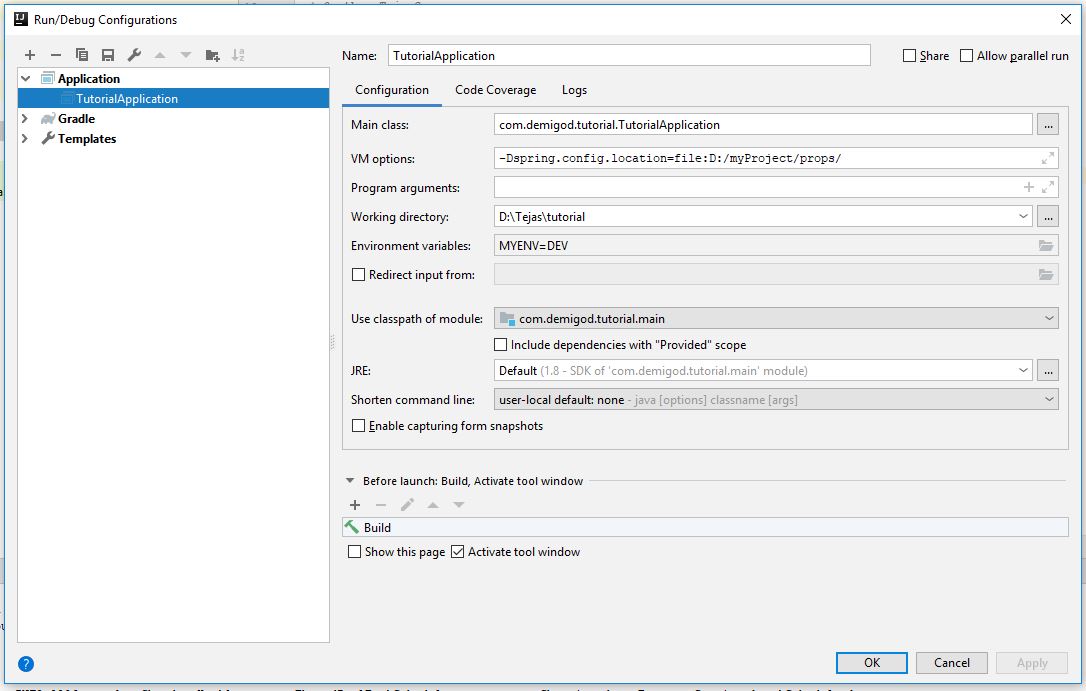 Run/Debug Configurations
Name: TutorialApplication
Share
Allow parallel run
Application
TutorialApplication
Gradle
Templates
Configuration
Code Coverage
Logs
Main class: com.demigod.tutorial.TutorialApplication ...
VM options: -Dspring.config.location=file:D:/myProject/props/
Program arguments:
Working directory: D:\Tejas\tutorial ...
Environment variables: MYENV=DEV
Redirect input from:
Use classpath of module: com.demigod.tutorial.main
Include dependencies with "Provided" scope
JRE: Default (1.8 - SDK of 'com.demigod.tutorial.main' module) ...
Shorten command line: user-local default: none - java [options] classname [args]
Enable capturing form snapshots
Before launch: Build, Activate tool window
Build
Show this page
Activate tool window
?
OK
Cancel
Apply